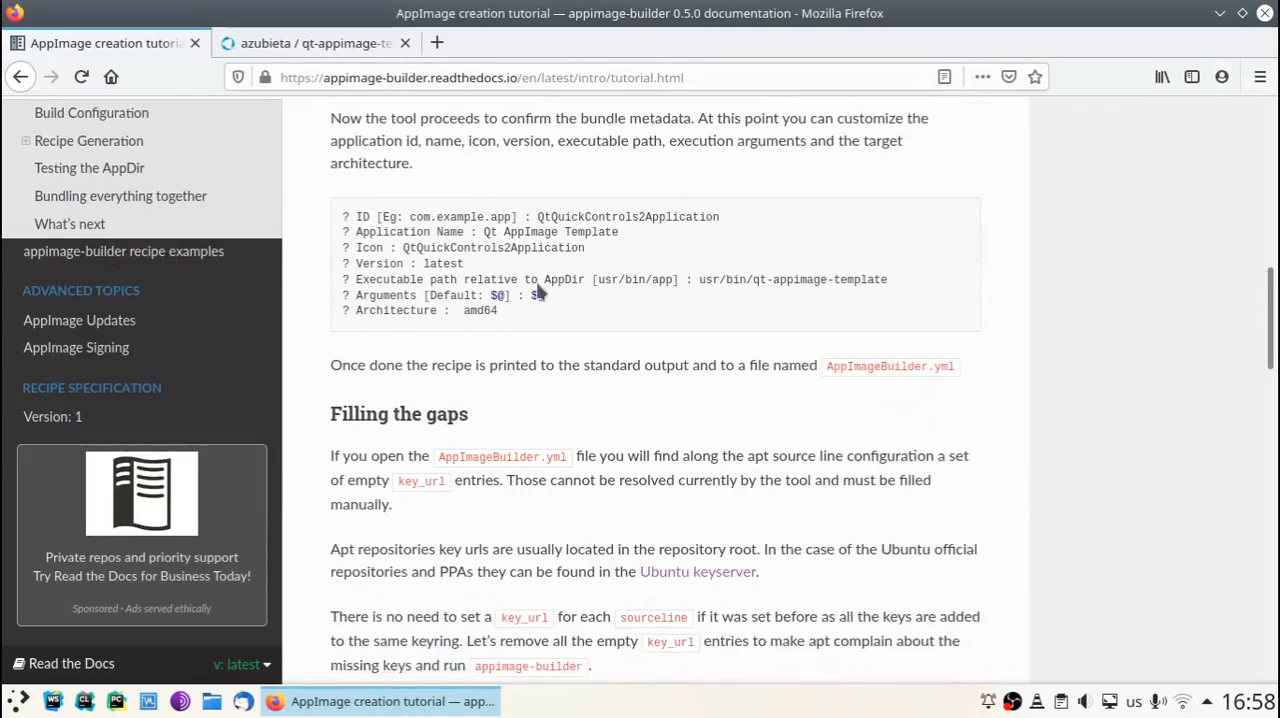 AppImage creation tutorial — appimage-builder 0.5.0 documentation - Mozilla Firefox
AppImage creation tutoria
azubieta / qt-appimage-te
https://appimage-builder.readthedocs.io/en/latest/intro/tutorial.html
Build Configuration
Recipe Generation
Testing the AppDir
Bundling everything together
What's next
appimage-builder recipe examples
ADVANCED TOPICS
AppImage Updates
AppImage Signing
RECIPE SPECIFICATION
Version: 1
Private repos and priority support
Try Read the Docs for Business Today!
Sponsored · Ads served ethically
Read the Docs
v: latest
Now the tool proceeds to confirm the bundle metadata. At this point you can customize the
application id, name, icon, version, executable path, execution arguments and the target
architecture.
? ID [Eg: com.example.app] : QtQuickControls2Application
? Application Name : Qt AppImage Template
? Icon : QtQuickControls2Application
? Version : latest
? Executable path relative to AppDir [usr/bin/app] : usr/bin/qt-appimage-template
? Arguments [Default: $@] : $@
? Architecture : amd64
Once done the recipe is printed to the standard output and to a file named AppImageBuilder.yml
Filling the gaps
If you open the AppImageBuilder.yml file you will find along the apt source line configuration a set
of empty key_url entries. Those cannot be resolved currently by the tool and must be filled
manually.
Apt repositories key urls are usually located in the repository root. In the case of the Ubuntu official
repositories and PPAs they can be found in the Ubuntu keyserver.
There is no need to set a key_url for each sourceline if it was set before as all the keys are added
to the same keyring. Let's remove all the empty key_url entries to make apt complain about the
missing keys and run appimage-builder .
WS
CL
PC
AppImage creation tutorial — app...
us
16:58